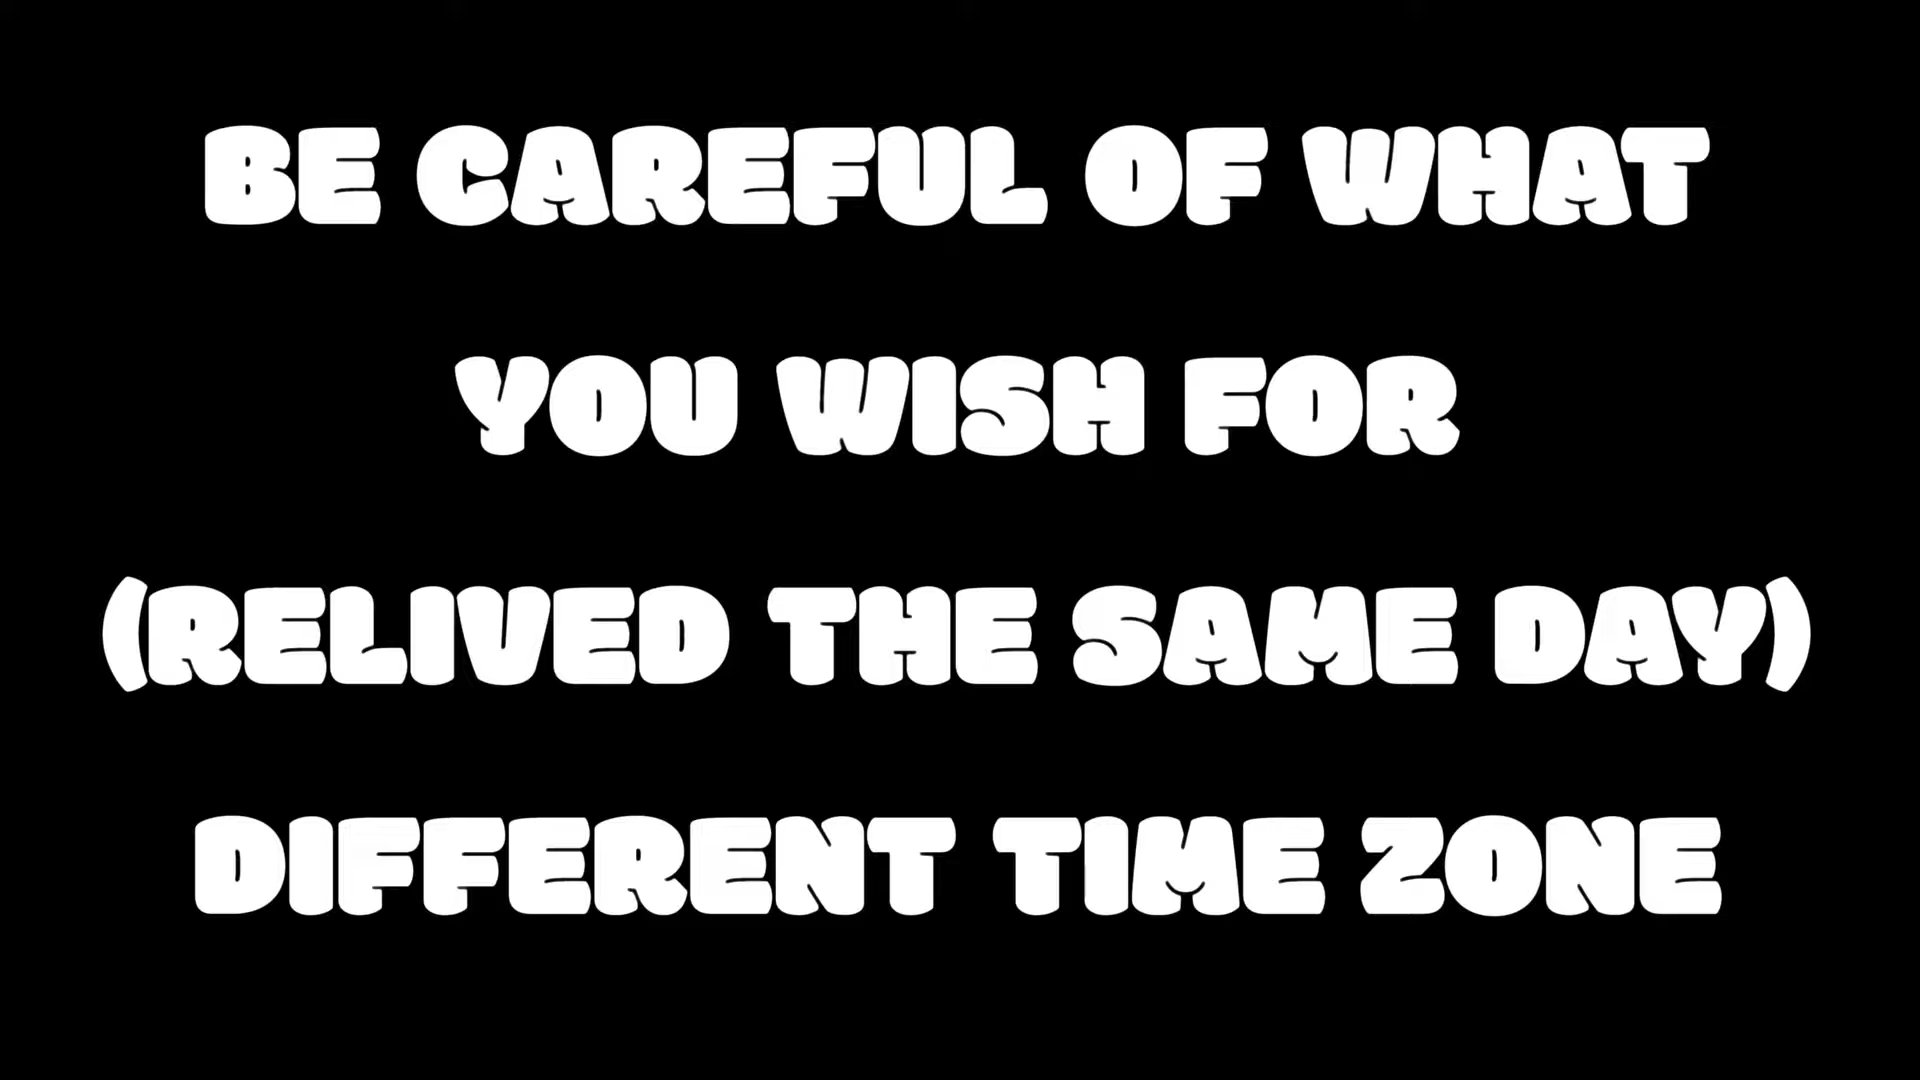 BE CAREFUL OF WHAT
YOU WISH FOR
(RELIVED THE SAME DAY)
DIFFERENT TIME ZONE